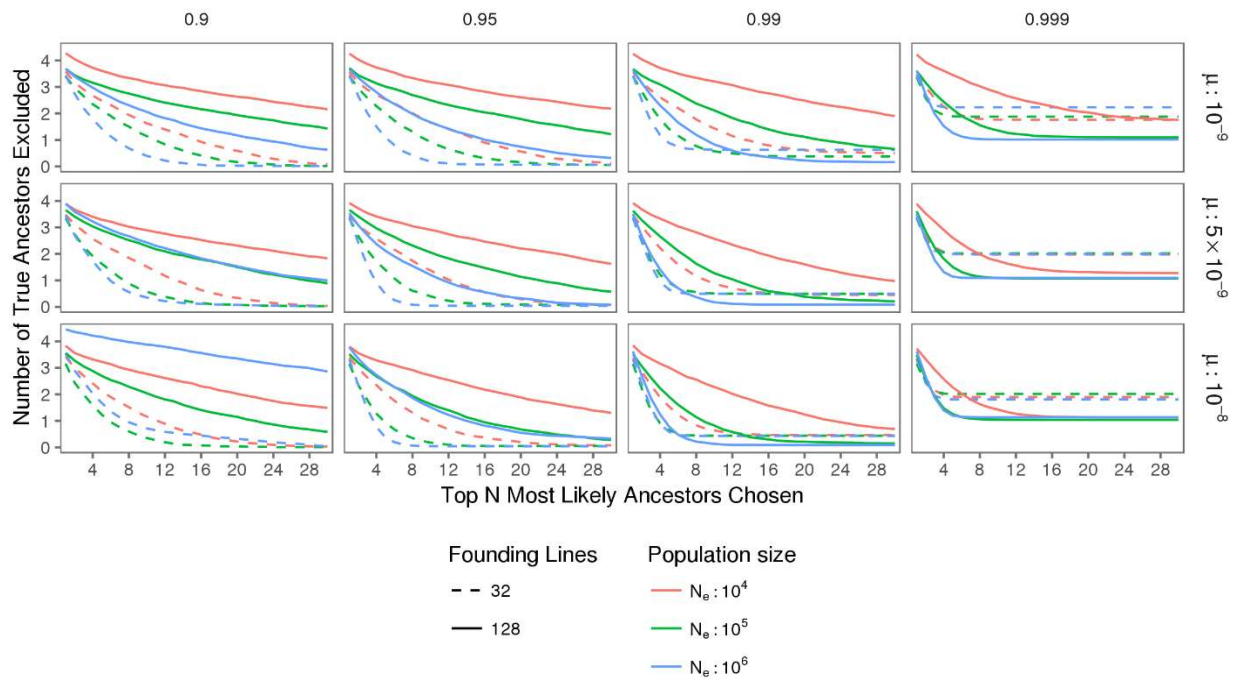 0.9 0.95 0.99 0.999
Number of True Ancestors Excluded
4
3
2
1
0
μ : 10⁻⁹
4
3
2
1
0
μ : 5 × 10⁻⁹
4
3
2
1
0
μ : 10⁻⁸
4 8 12 16 20 24 28 4 8 12 16 20 24 28 4 8 12 16 20 24 28 4 8 12 16 20 24 28
Top N Most Likely Ancestors Chosen
Founding Lines
32
128
Population size
Nₑ : 10⁴
Nₑ : 10⁵
Nₑ : 10⁶